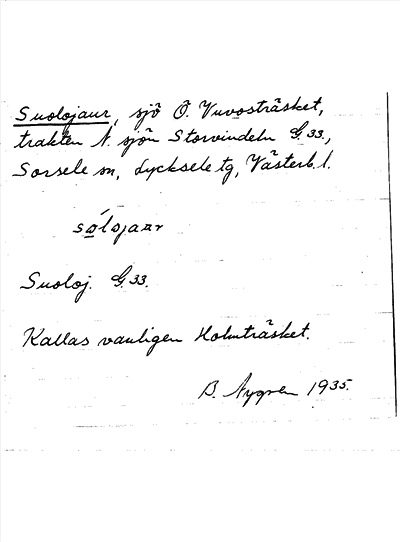 Suolojaur, sjö Ö. Vuvosträsket,
trakten N. sjön Storvindeln G. 33.,
Sorsele sn, Lycksele tg, Västerb. l.
sólojaur
Suoloj. G. 33.
Kallas vanligen Holmträsket.
B. Nygren 1935.